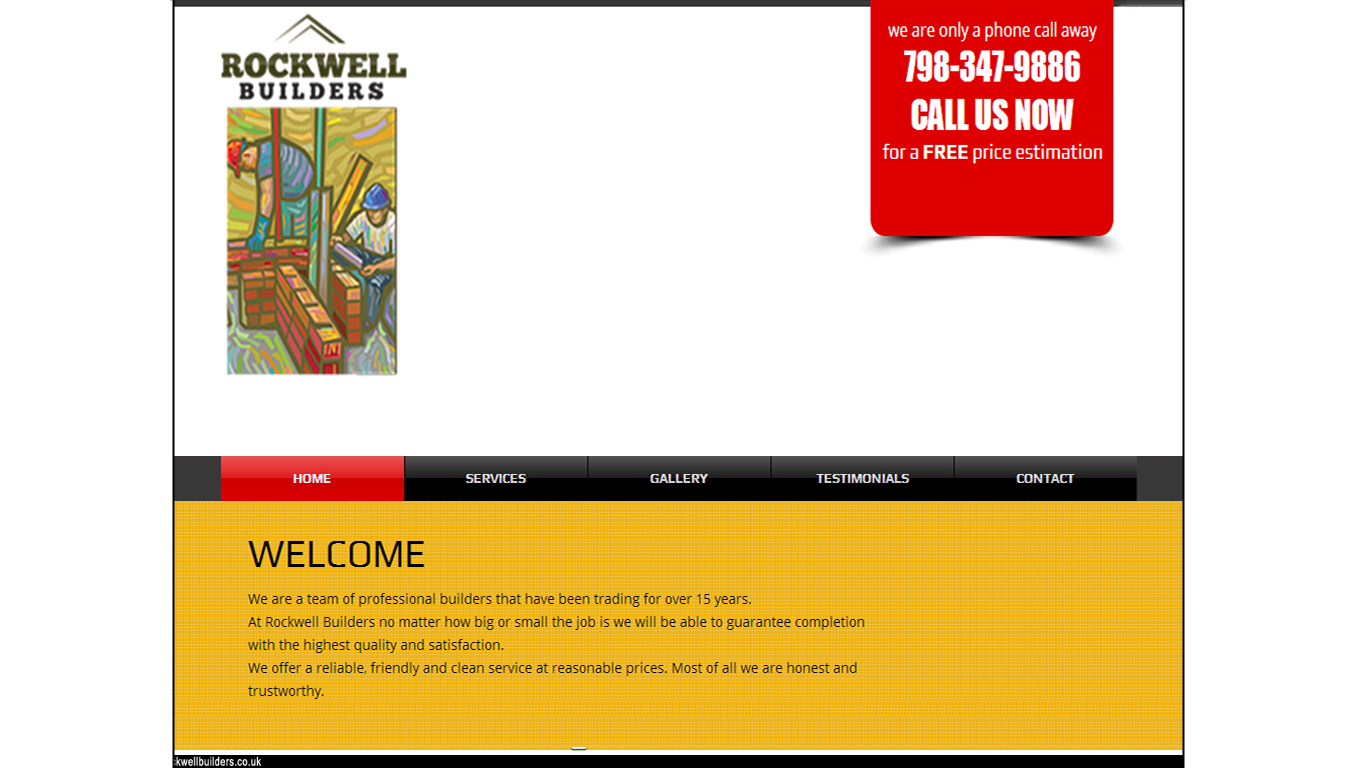 ROCKWELL
BUILDERS
we are only a phone call away
798-347-9886
CALL US NOW
for a FREE price estimation
HOME SERVICES GALLERY TESTIMONIALS CONTACT
WELCOME
We are a team of professional builders that have been trading for over 15 years.
At Rockwell Builders no matter how big or small the job is we will be able to guarantee completion
with the highest quality and satisfaction.
We offer a reliable, friendly and clean service at reasonable prices. Most of all we are honest and
trustworthy.
kwellbuilders.co.uk